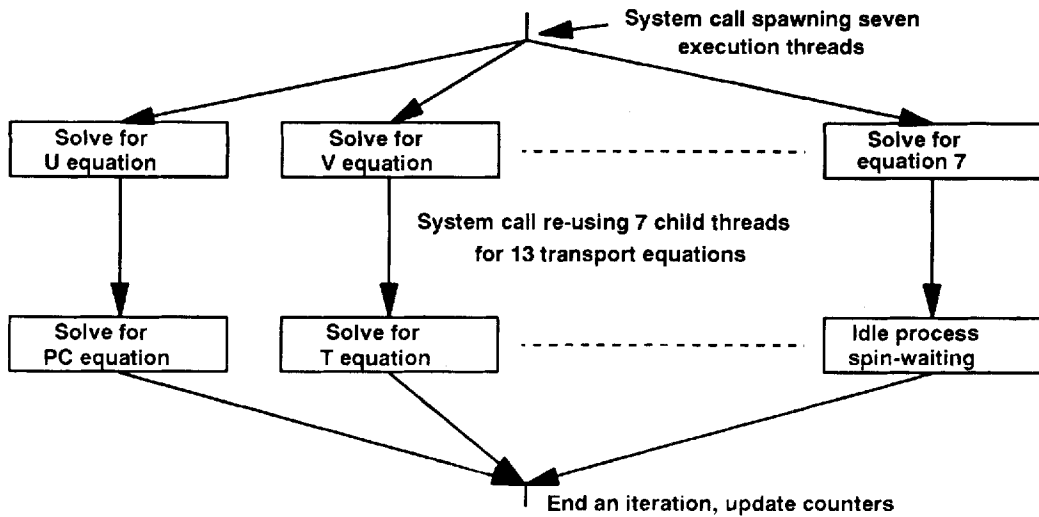 System call spawning seven
execution threads
Solve for
U equation
Solve for
V equation
Solve for
equation 7
System call re-using 7 child threads
for 13 transport equations
Solve for
PC equation
Solve for
T equation
Idle process
spin-waiting
End an iteration, update counters